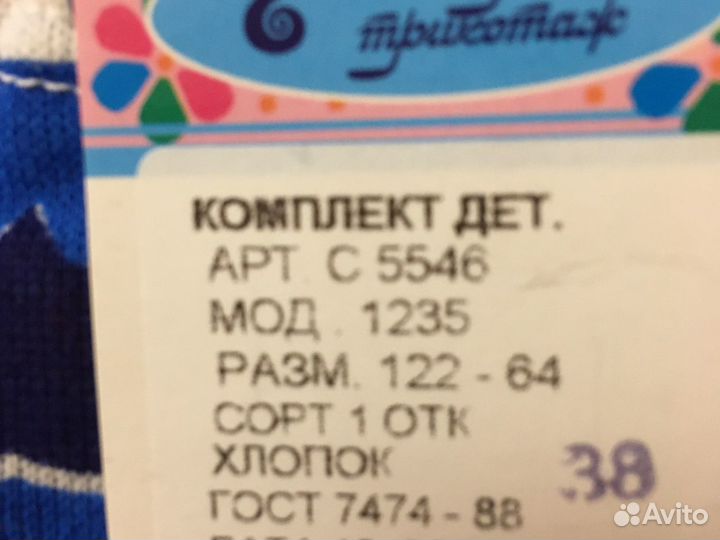 трикотаж
КОМПЛЕКТ ДЕТ.
АРТ. С 5546
МОД . 1235
РАЗМ. 122 - 64
СОРТ 1 ОТК
ХЛОПОК
38
ГОСТ 7474 - 88
Avito